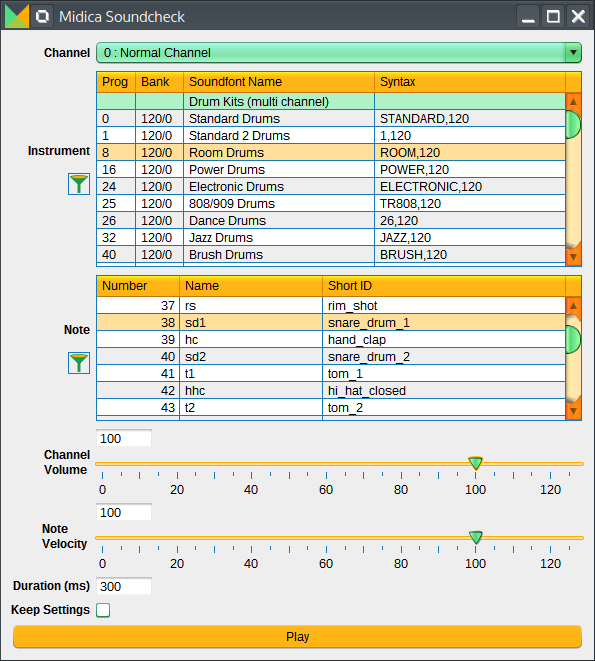 Midica Soundcheck
Channel 0 : Normal Channel
Instrument
Prog Bank Soundfont Name Syntax
Drum Kits (multi channel)
0 120/0 Standard Drums STANDARD,120
1 120/0 Standard 2 Drums 1,120
8 120/0 Room Drums ROOM,120
16 120/0 Power Drums POWER,120
24 120/0 Electronic Drums ELECTRONIC,120
25 120/0 808/909 Drums TR808,120
26 120/0 Dance Drums 26,120
32 120/0 Jazz Drums JAZZ,120
40 120/0 Brush Drums BRUSH,120
Note
Number Name Short ID
37 rs rim_shot
38 sd1 snare_drum_1
39 hc hand_clap
40 sd2 snare_drum_2
41 t1 tom_1
42 hhc hi_hat_closed
43 t2 tom_2
100
Channel
Volume
0 20 40 60 80 100 120
100
Note
Velocity
0 20 40 60 80 100 120
Duration (ms) 300
Keep Settings
Play